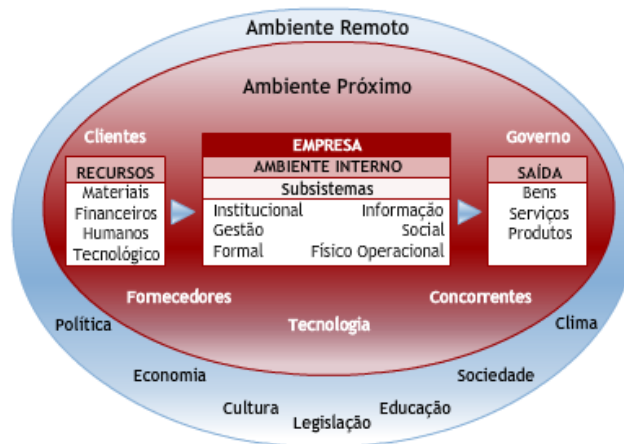 Ambiente Remoto
Ambiente Próximo
Clientes
Governo
EMPRESA
AMBIENTE INTERNO
Subsistemas
Institucional Informação
Gestão Social
Formal Físico Operacional
RECURSOS
Materiais
Financeiros
Humanos
Tecnológico
SAÍDA
Bens
Serviços
Produtos
Fornecedores
Concorrentes
Tecnologia
Política
Clima
Economia
Sociedade
Cultura
Educação
Legislação